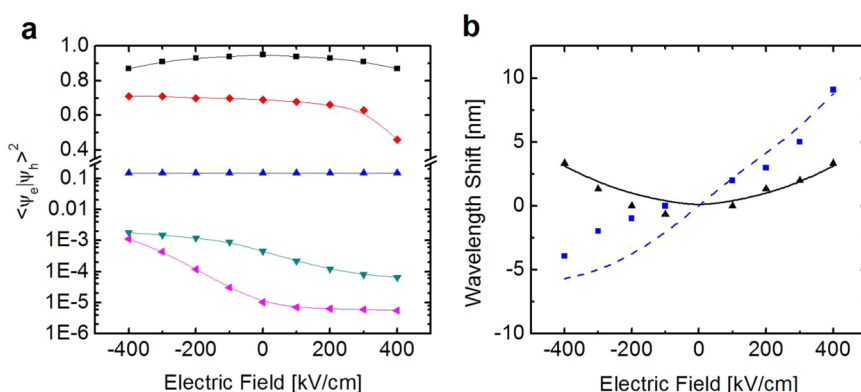 a
b
1.0
0.8
0.6
0.4
0.1
0.01
1E-3
1E-4
1E-5
1E-6
<ψ_e|ψ_h>²
-400 -200 0 200 400
Electric Field [kV/cm]
10
5
0
-5
-10
Wavelength Shift [nm]
-400 -200 0 200 400
Electric Field [kV/cm]